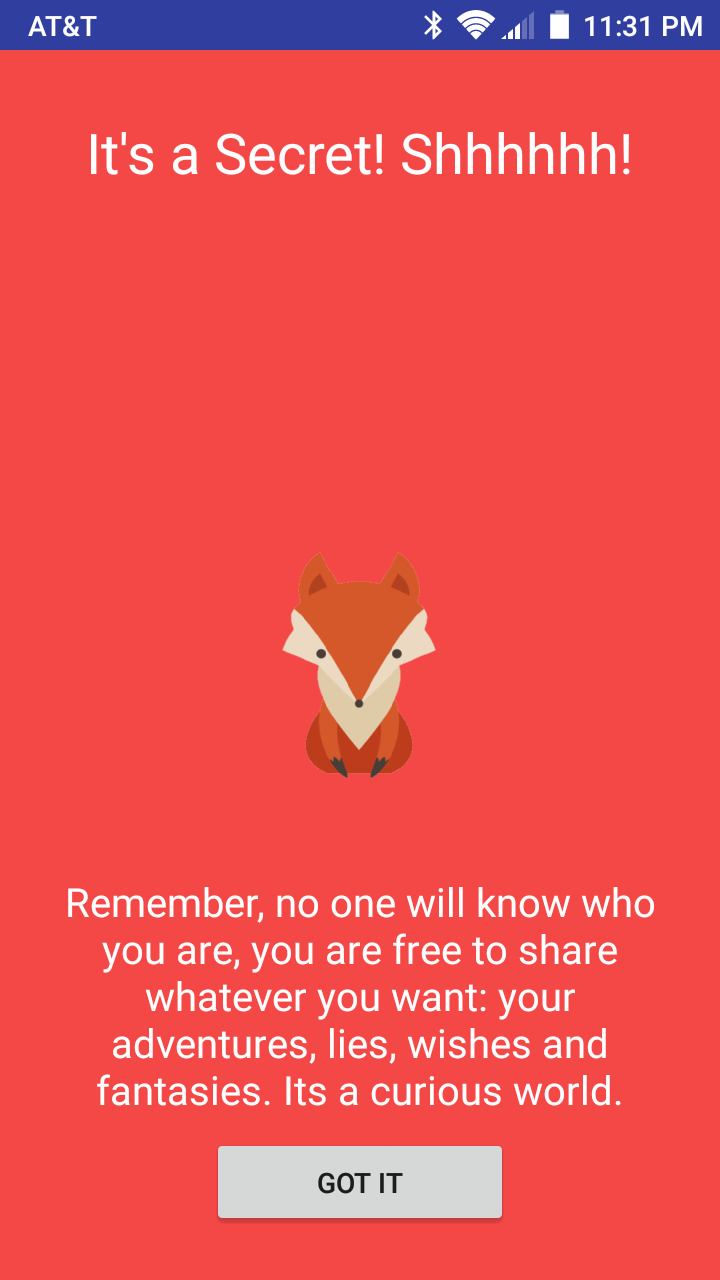 AT&T 11:31 PM
It's a Secret! Shhhhhh!
Remember, no one will know who
you are, you are free to share
whatever you want: your
adventures, lies, wishes and
fantasies. Its a curious world.
GOT IT